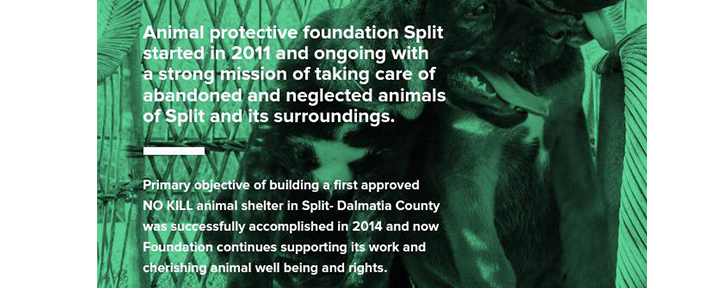 Animal protective foundation Split
started in 2011 and ongoing with
a strong mission of taking care of
abandoned and neglected animals
of Split and its surroundings.
Primary objective of building a first approved
NO KILL animal shelter in Split- Dalmatia County
was successfully accomplished in 2014 and now
Foundation continues supporting its work and
cherishing animal well being and rights.